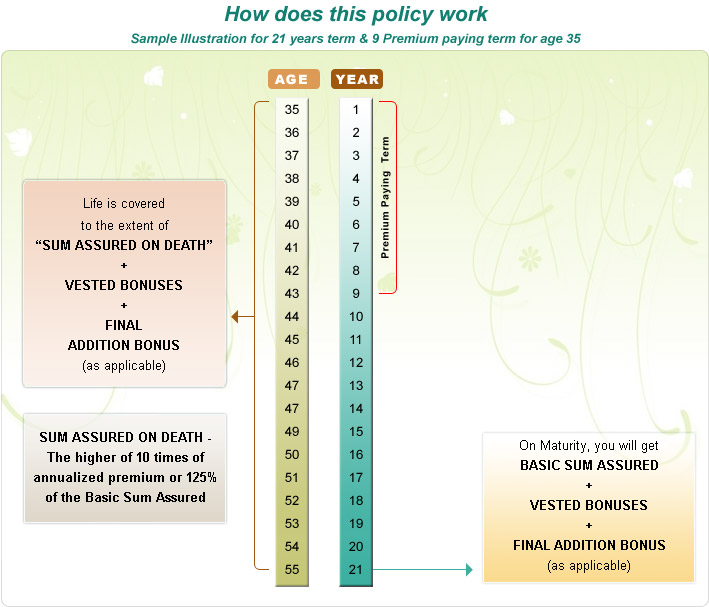 How does this policy work
Sample Illustration for 21 years term & 9 Premium paying term for age 35
AGE YEAR
35 1
36 2
37 3
38 4
39 5
40 6
41 7
42 8
43 9
44 10
45 11
46 12
47 13
47 14
49 15
50 16
51 17
52 18
53 19
54 20
55 21
Premium Paying Term
Life is covered
to the extent of
“SUM ASSURED ON DEATH”
+
VESTED BONUSES
+
FINAL
ADDITION BONUS
(as applicable)
SUM ASSURED ON DEATH -
The higher of 10 times of
annualized premium or 125%
of the Basic Sum Assured
On Maturity, you will get
BASIC SUM ASSURED
+
VESTED BONUSES
+
FINAL ADDITION BONUS
(as applicable)